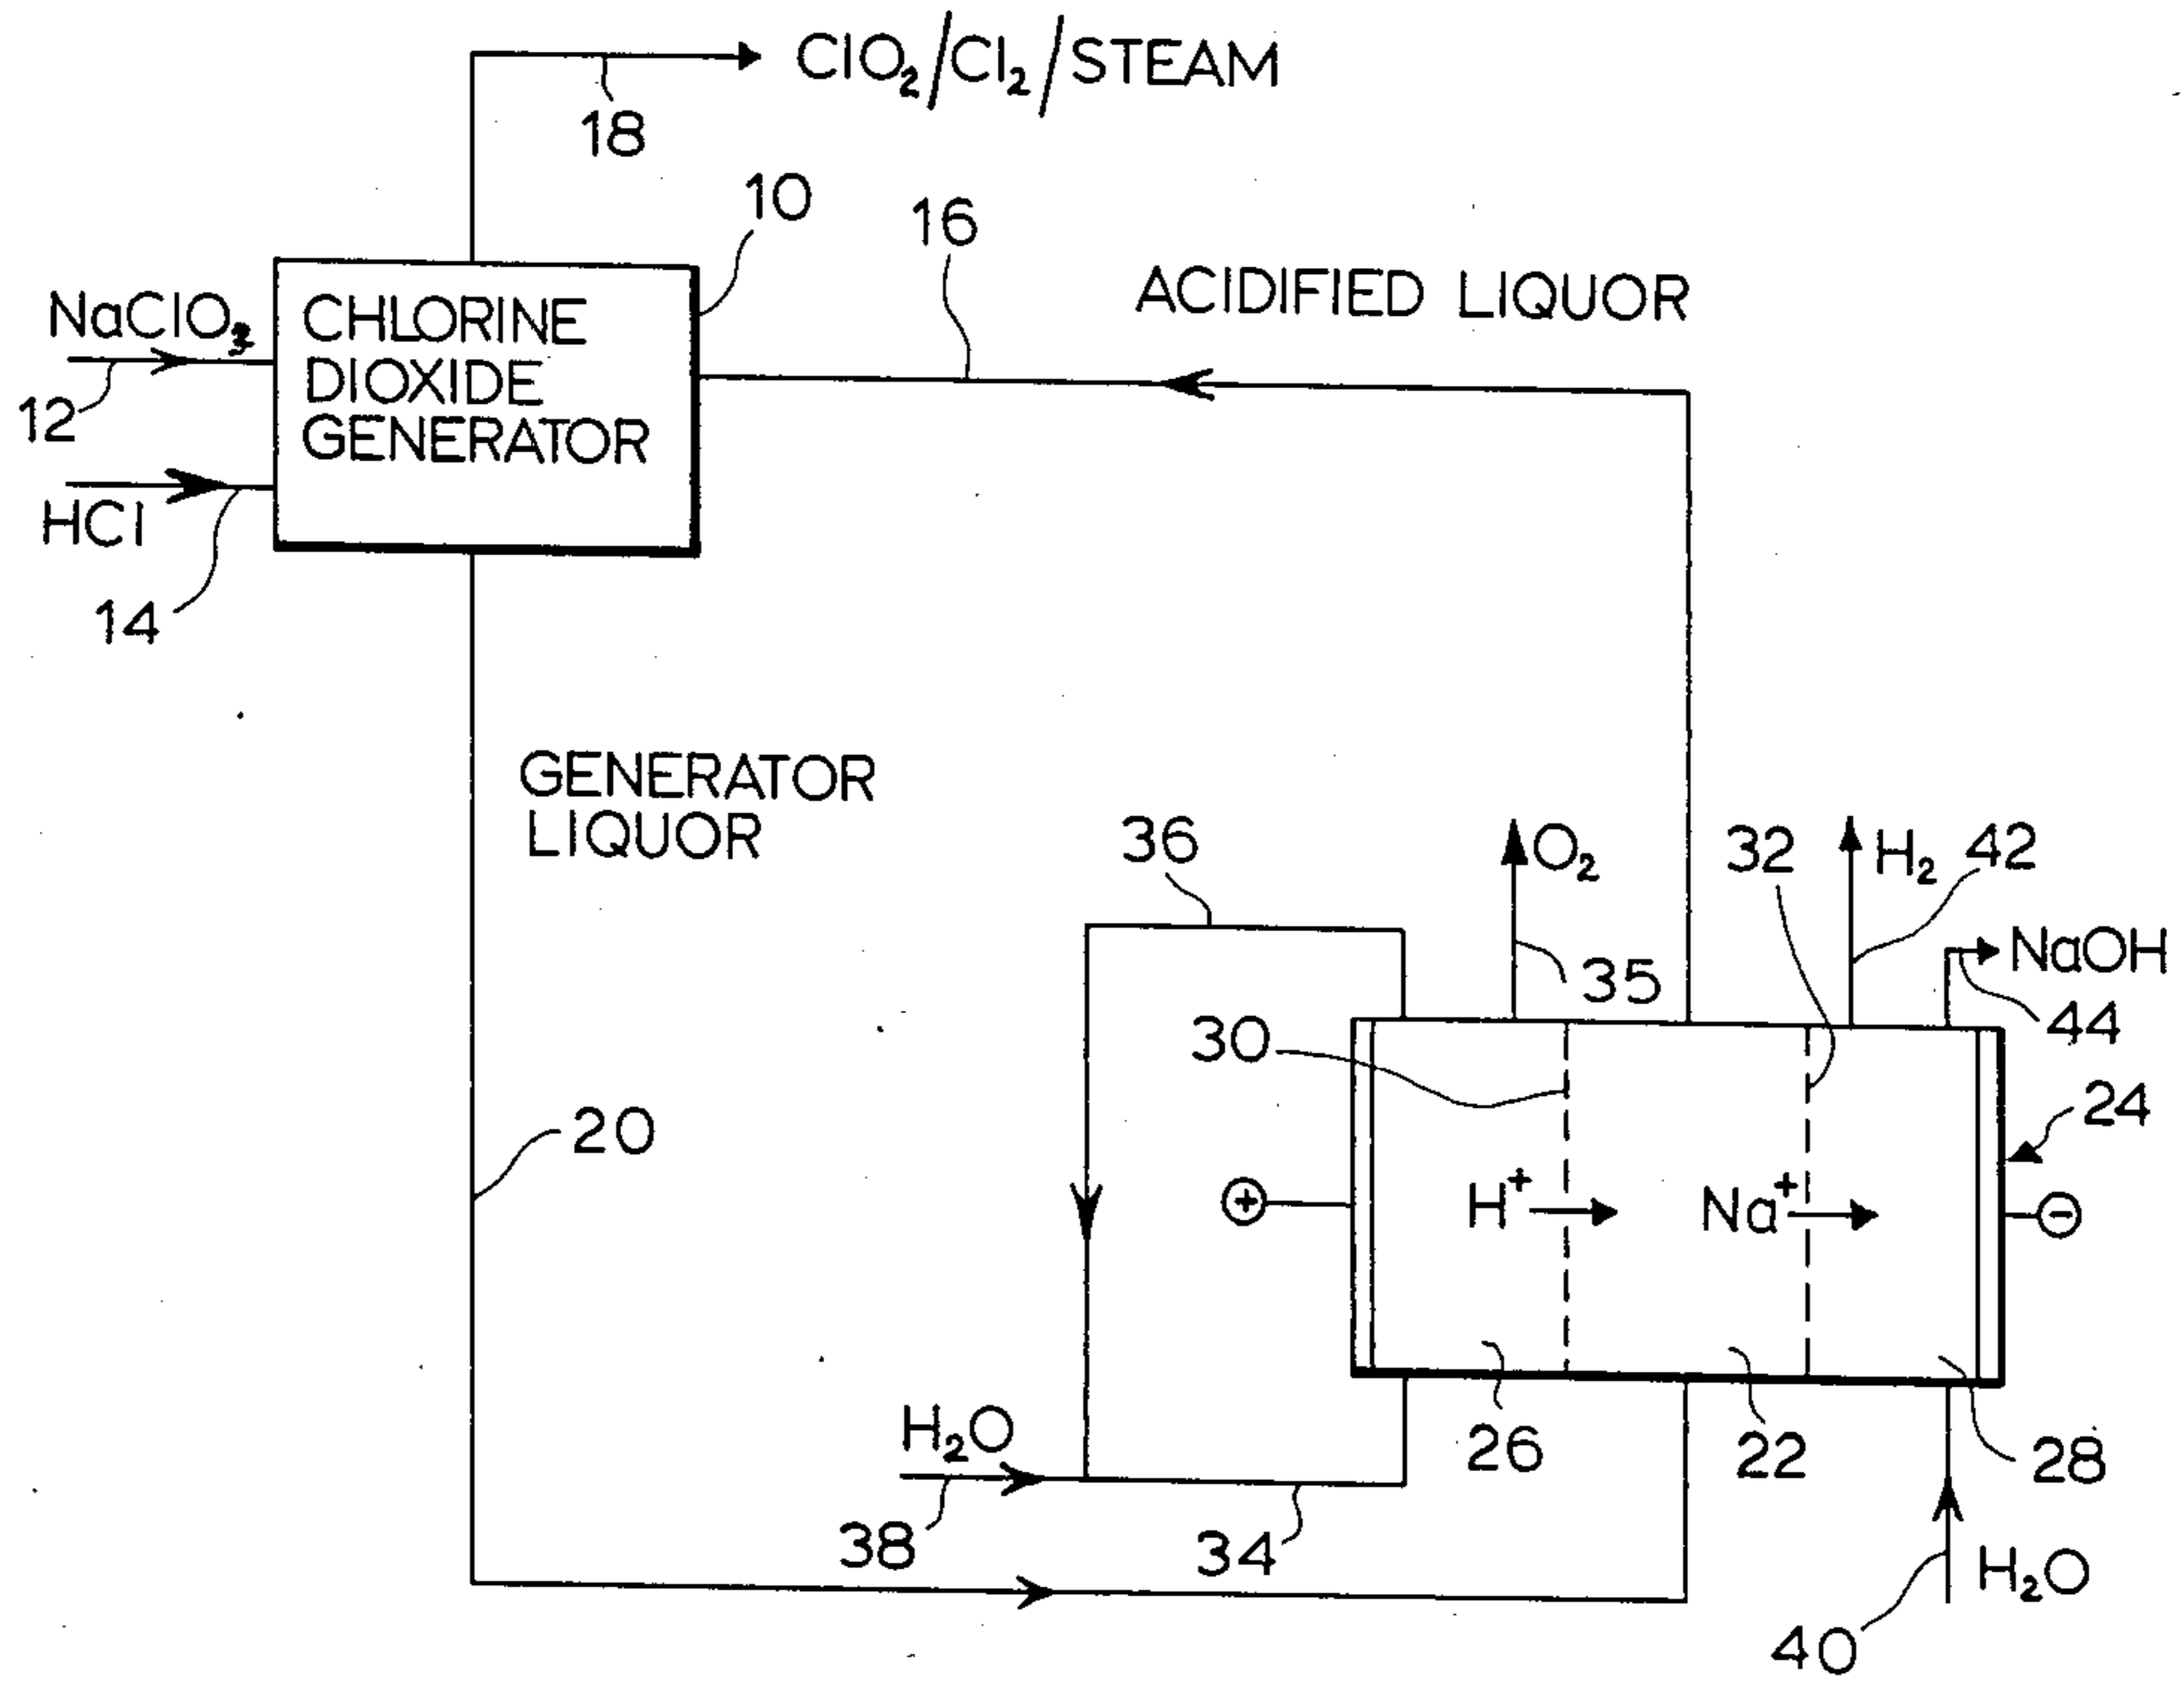 ClO₂/Cl₂/STEAM
18
10
16
ACIDIFIED LIQUOR
NaClO₃
12
CHLORINE
DIOXIDE
GENERATOR
HCl
14
GENERATOR
LIQUOR
36
O₂
32
H₂
42
35
NaOH
44
30
24
20
+
H⁺
Na⁺
−
H₂O
26
22
28
38
34
H₂O
40